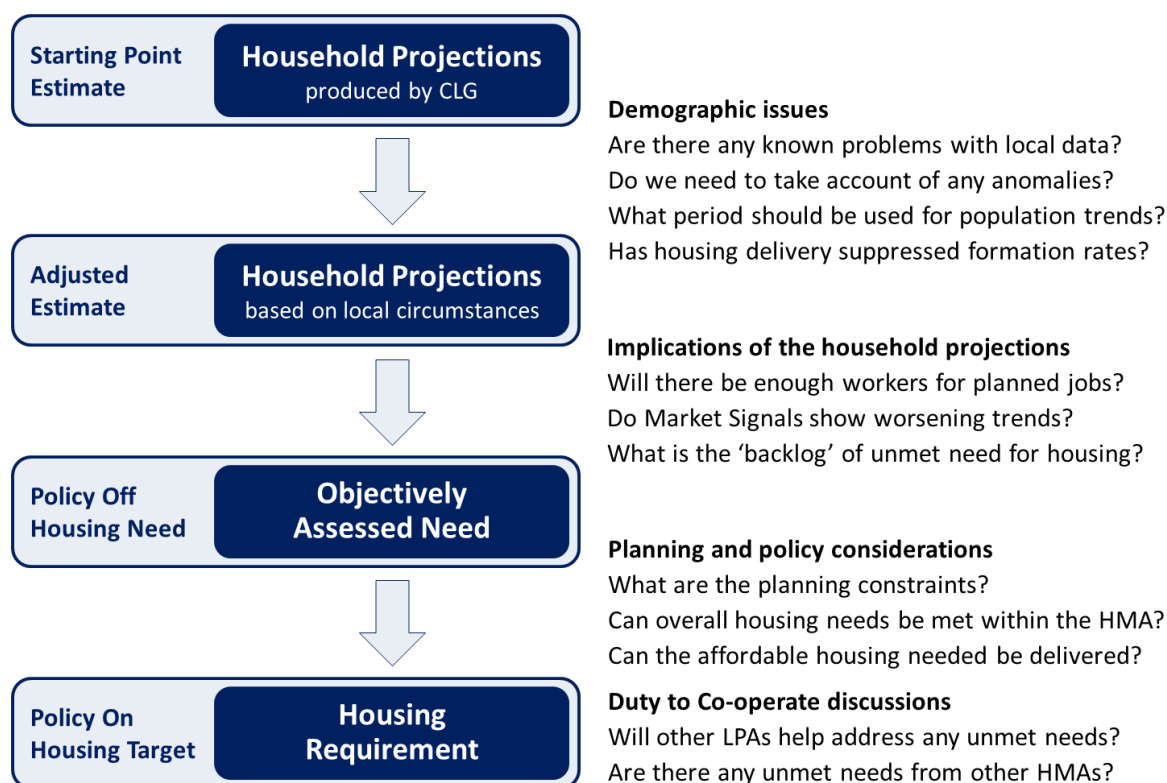 Starting Point
Estimate
Household Projections
produced by CLG
Demographic issues
Are there any known problems with local data?
Do we need to take account of any anomalies?
What period should be used for population trends?
Has housing delivery suppressed formation rates?
Adjusted
Estimate
Household Projections
based on local circumstances
Implications of the household projections
Will there be enough workers for planned jobs?
Do Market Signals show worsening trends?
What is the ‘backlog’ of unmet need for housing?
Policy Off
Housing Need
Objectively
Assessed Need
Planning and policy considerations
What are the planning constraints?
Can overall housing needs be met within the HMA?
Can the affordable housing needed be delivered?
Policy On
Housing Target
Housing
Requirement
Duty to Co-operate discussions
Will other LPAs help address any unmet needs?
Are there any unmet needs from other HMAs?